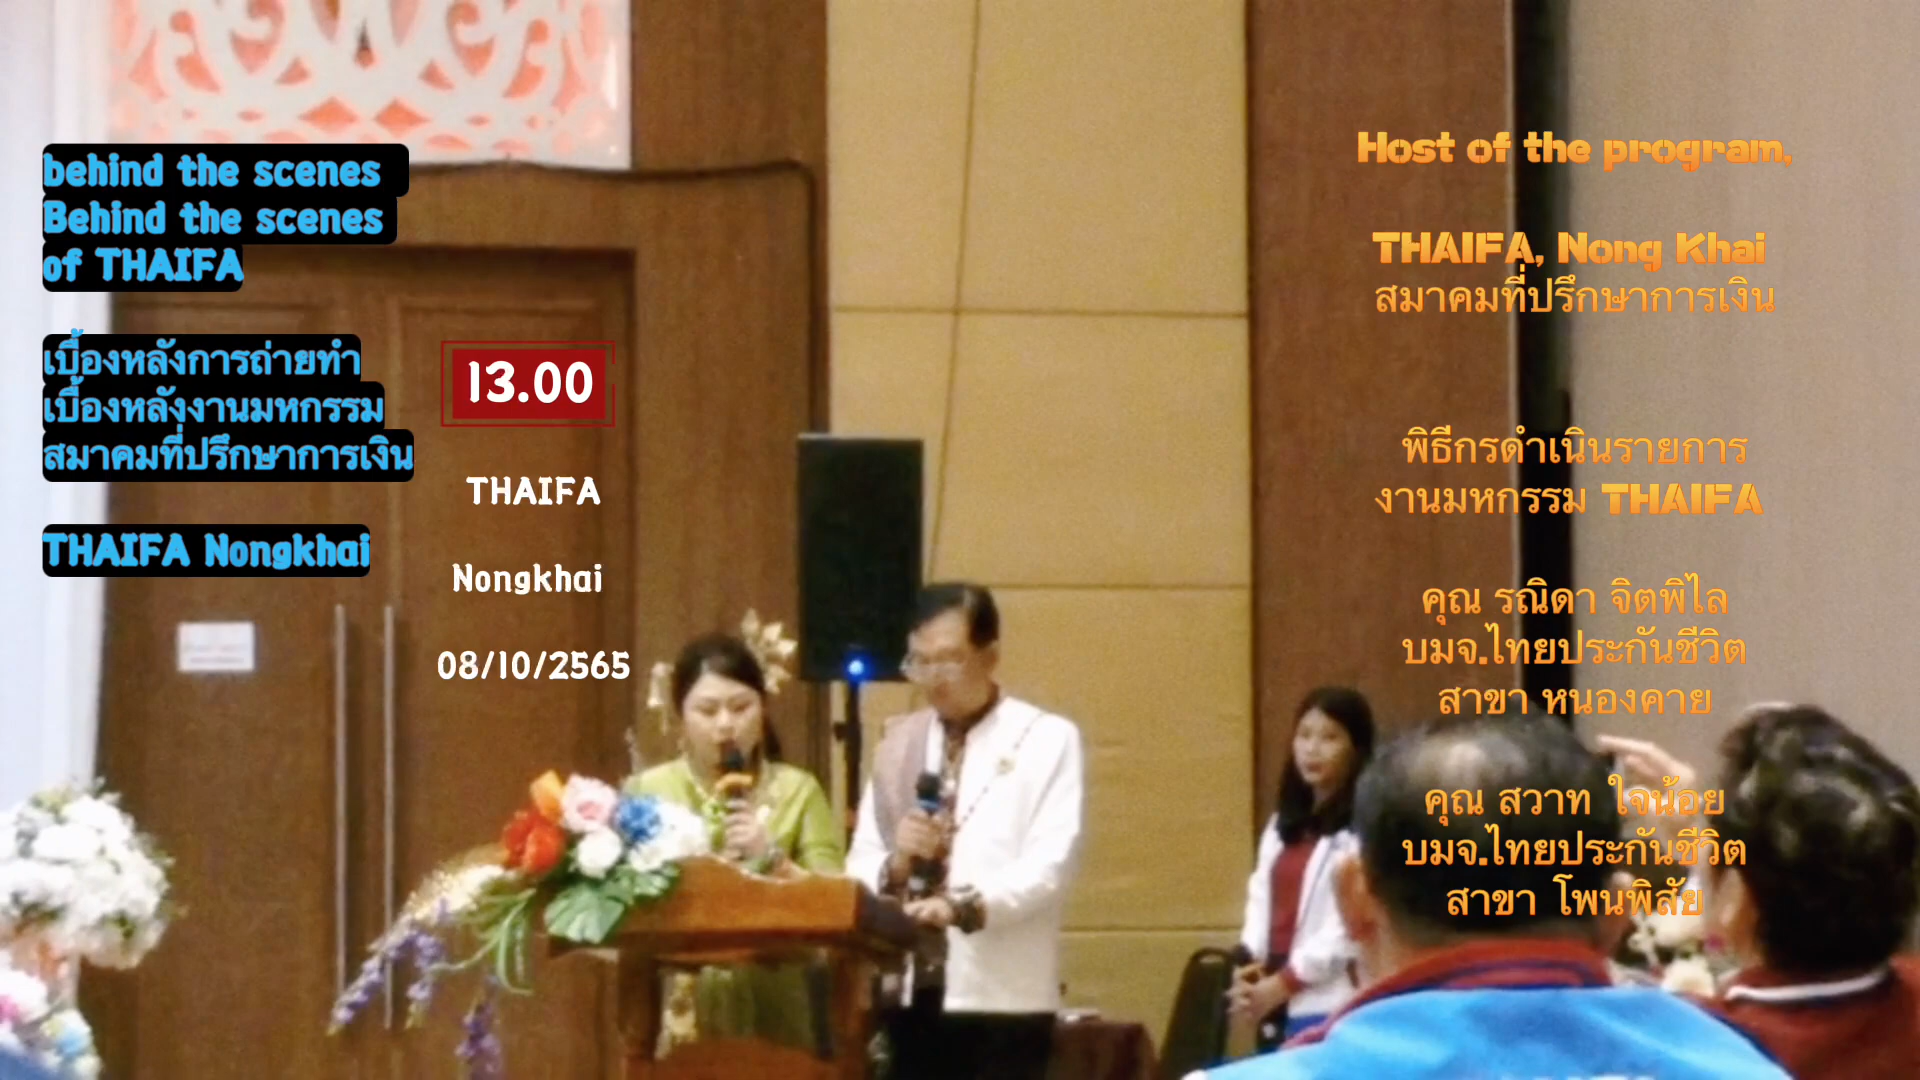 behind the scenes
Behind the scenes
of THAIFA
เบื้องหลังการถ่ายทำ
เบื้องหลังงานมหกรรม
สมาคมที่ปรึกษาการเงิน
THAIFA Nongkhai
13.00
THAIFA
Nongkhai
08/10/2565
Host of the program,
THAIFA, Nong Khai
สมาคมที่ปรึกษาการเงิน
พิธีกรดำเนินรายการ
งานมหกรรม THAIFA
คุณ รณิดา จิตพิไล
บมจ.ไทยประกันชีวิต
สาขา หนองคาย
คุณ สวาท ใจน้อย
บมจ.ไทยประกันชีวิต
สาขา โพนพิสัย